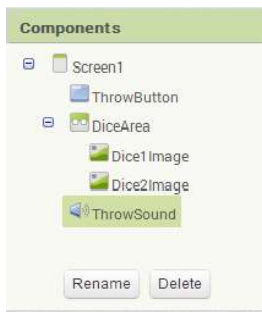 Components
Screen1
ThrowButton
DiceArea
Dice1Image
Dice2Image
ThrowSound
Rename Delete